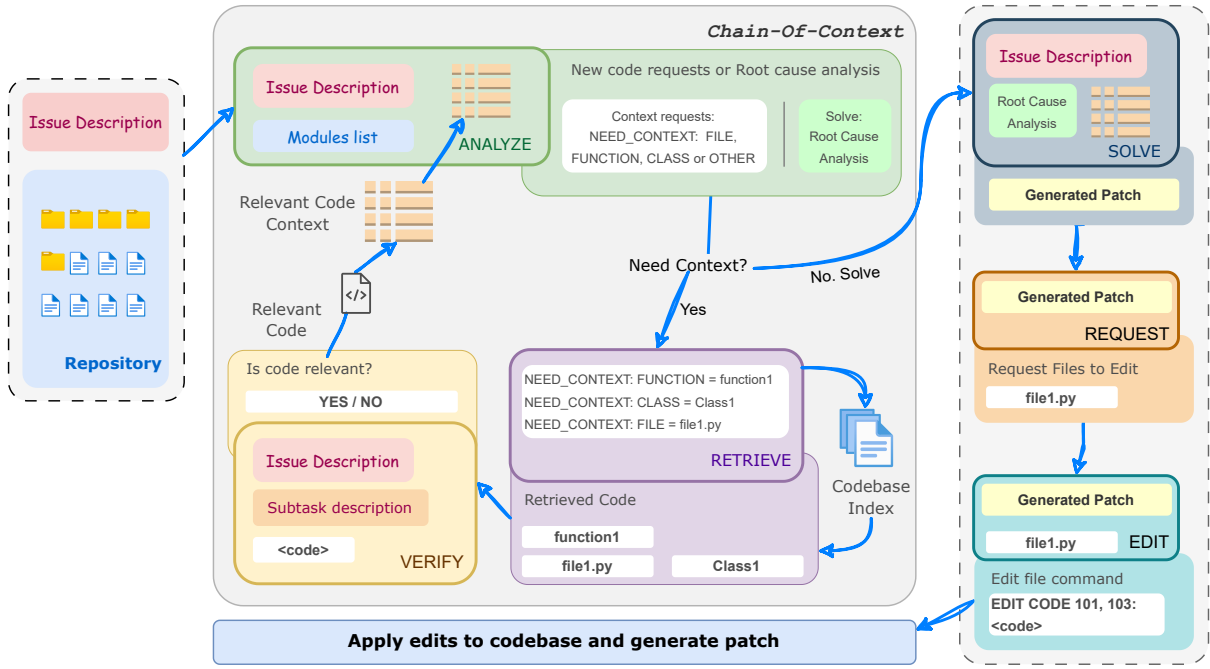 Issue Description
Repository
Chain-Of-Context
Issue Description
Modules list
ANALYZE
New code requests or Root cause analysis
Context requests:
NEED_CONTEXT: FILE,
FUNCTION, CLASS or OTHER
Solve:
Root Cause
Analysis
Relevant Code
Context
Need Context?
No. Solve
Yes
Relevant
Code
</>
Is code relevant?
YES / NO
Issue Description
Subtask description
<code>
VERIFY
NEED_CONTEXT: FUNCTION = function1
NEED_CONTEXT: CLASS = Class1
NEED_CONTEXT: FILE = file1.py
RETRIEVE
Retrieved Code
function1
file1.py
Class1
Codebase
Index
Issue Description
Root Cause
Analysis
SOLVE
Generated Patch
Generated Patch
REQUEST
Request Files to Edit
file1.py
Generated Patch
file1.py
EDIT
Edit file command
EDIT CODE 101, 103:
<code>
Apply edits to codebase and generate patch